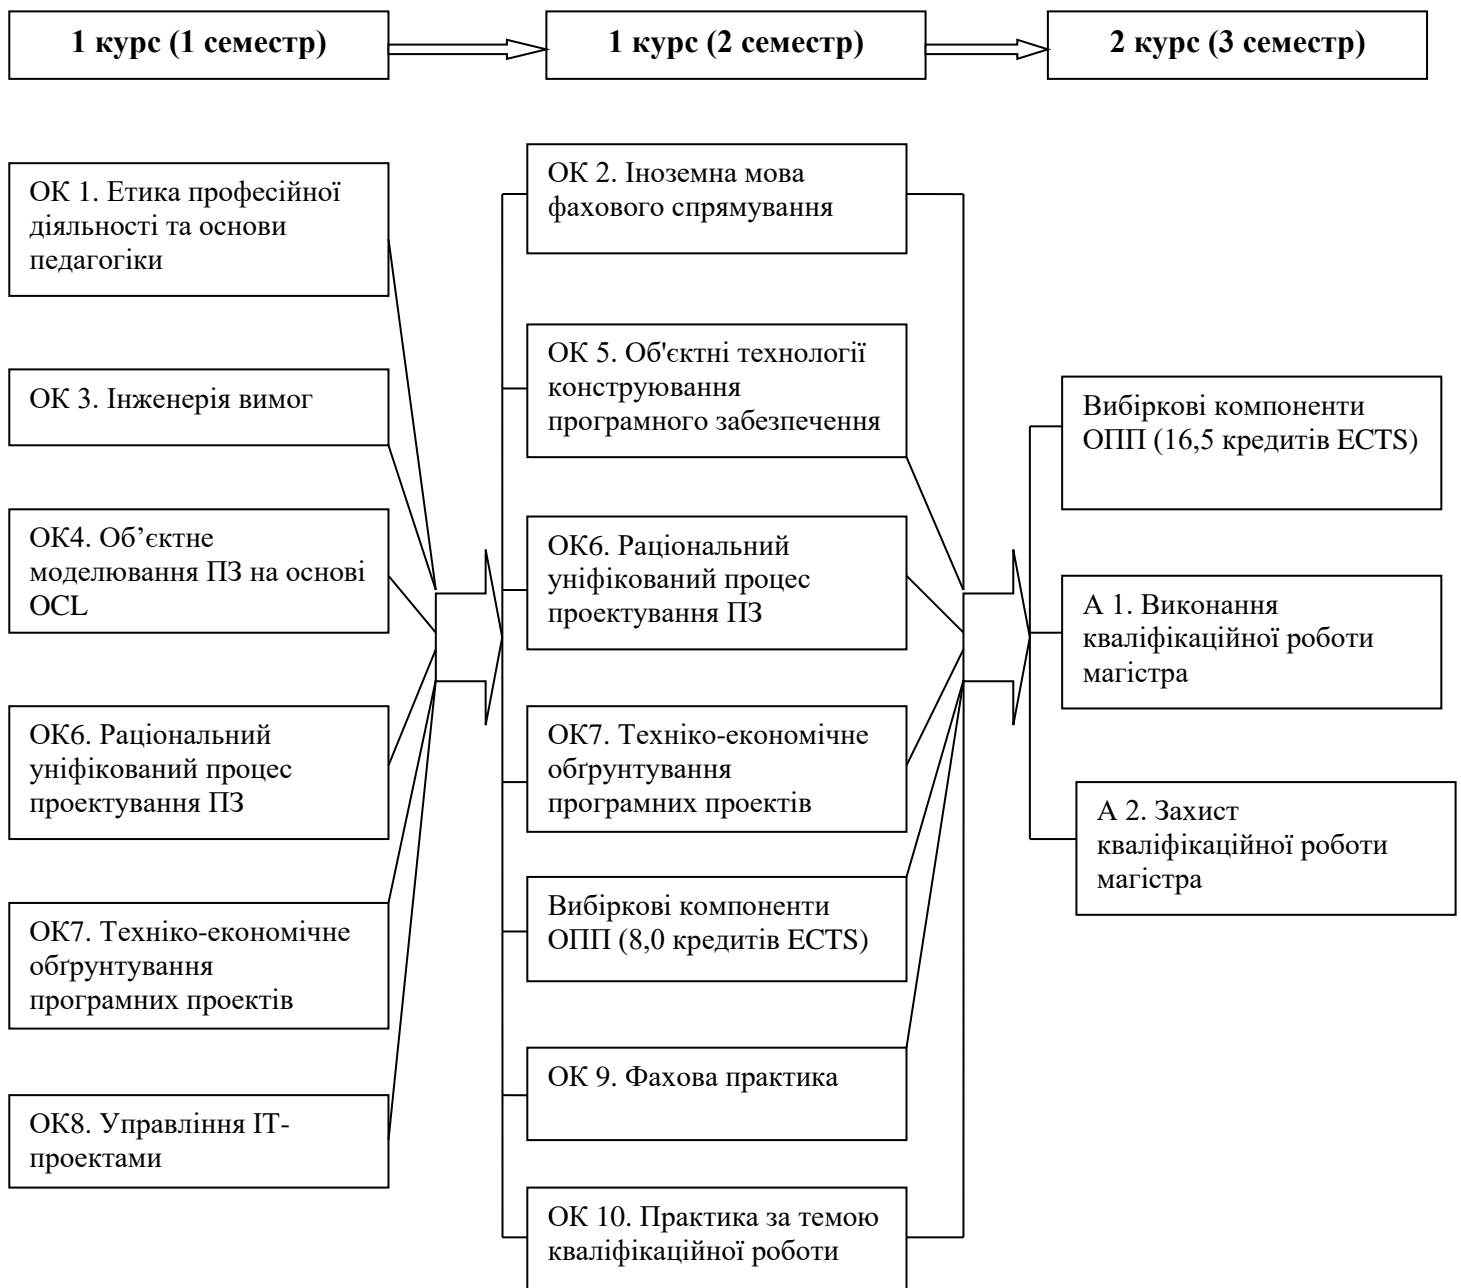 1 курс (1 семестр)
1 курс (2 семестр)
2 курс (3 семестр)
ОК 1. Етика професійної
діяльності та основи
педагогіки
ОК 3. Інженерія вимог
ОК4. Об’єктне
моделювання ПЗ на основі
OCL
ОК6. Раціональний
уніфікований процес
проектування ПЗ
ОК7. Техніко-економічне
обґрунтування
програмних проектів
ОК8. Управління ІТ-
проектами
ОК 2. Іноземна мова
фахового спрямування
ОК 5. Об'єктні технології
конструювання
програмного забезпечення
ОК6. Раціональний
уніфікований процес
проектування ПЗ
ОК7. Техніко-економічне
обґрунтування
програмних проектів
Вибіркові компоненти
ОПП (8,0 кредитів ECTS)
ОК 9. Фахова практика
ОК 10. Практика за темою
кваліфікаційної роботи
Вибіркові компоненти
ОПП (16,5 кредитів ECTS)
А 1. Виконання
кваліфікаційної роботи
магістра
А 2. Захист
кваліфікаційної роботи
магістра